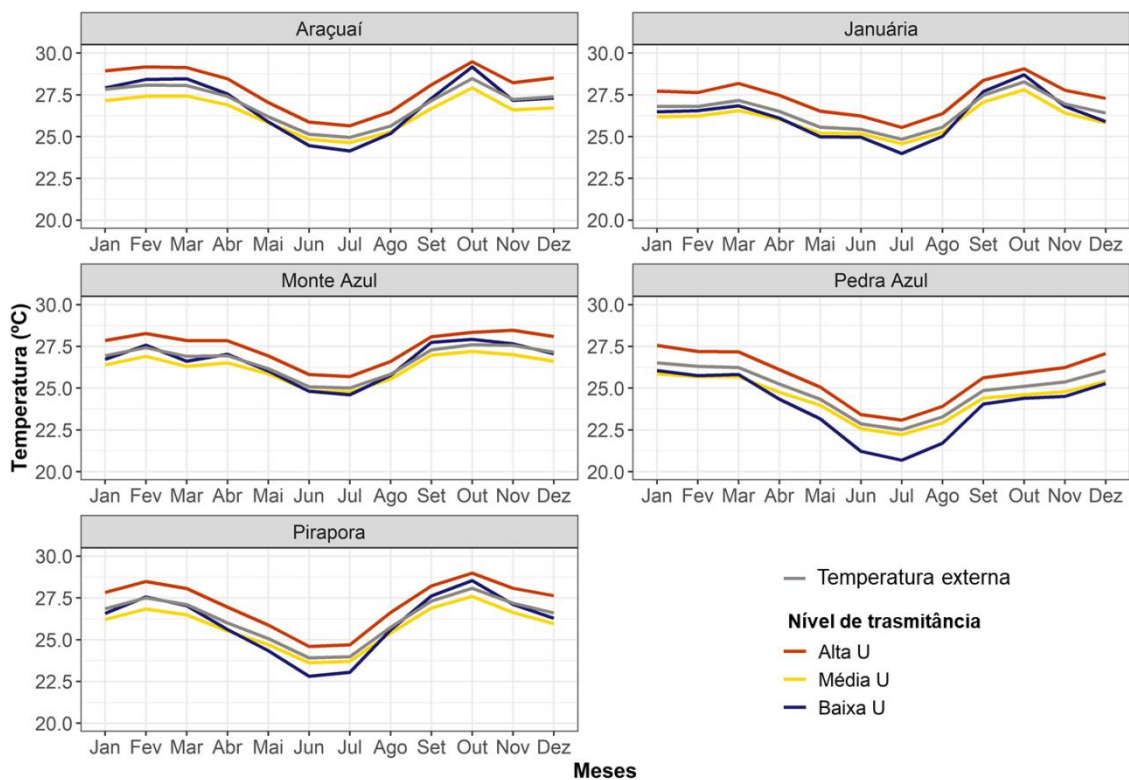 Araçuaí
Januária
30.0
27.5
25.0
22.5
20.0
Jan Fev Mar Abr Mai Jun Jul Ago Set Out Nov Dez
30.0
27.5
25.0
22.5
20.0
Jan Fev Mar Abr Mai Jun Jul Ago Set Out Nov Dez
Monte Azul
Pedra Azul
Temperatura (ºC)
30.0
27.5
25.0
22.5
20.0
Jan Fev Mar Abr Mai Jun Jul Ago Set Out Nov Dez
30.0
27.5
25.0
22.5
20.0
Jan Fev Mar Abr Mai Jun Jul Ago Set Out Nov Dez
Pirapora
30.0
27.5
25.0
22.5
20.0
Jan Fev Mar Abr Mai Jun Jul Ago Set Out Nov Dez
Temperatura externa
Nível de trasmitância
Alta U
Média U
Baixa U
Meses